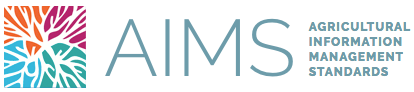 AIMS
AGRICULTURAL
INFORMATION
MANAGEMENT
STANDARDS